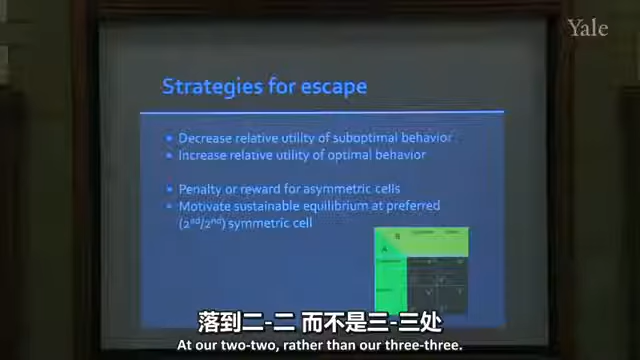 Yale
Strategies for escape
Decrease relative utility of suboptimal behavior
Increase relative utility of optimal behavior
Penalty or reward for asymmetric cells
Motivate sustainable equilibrium at preferred
(2nd/2nd) symmetric cell
B
A
落到二-二 而不是三-三处
At our two-two, rather than our three-three.